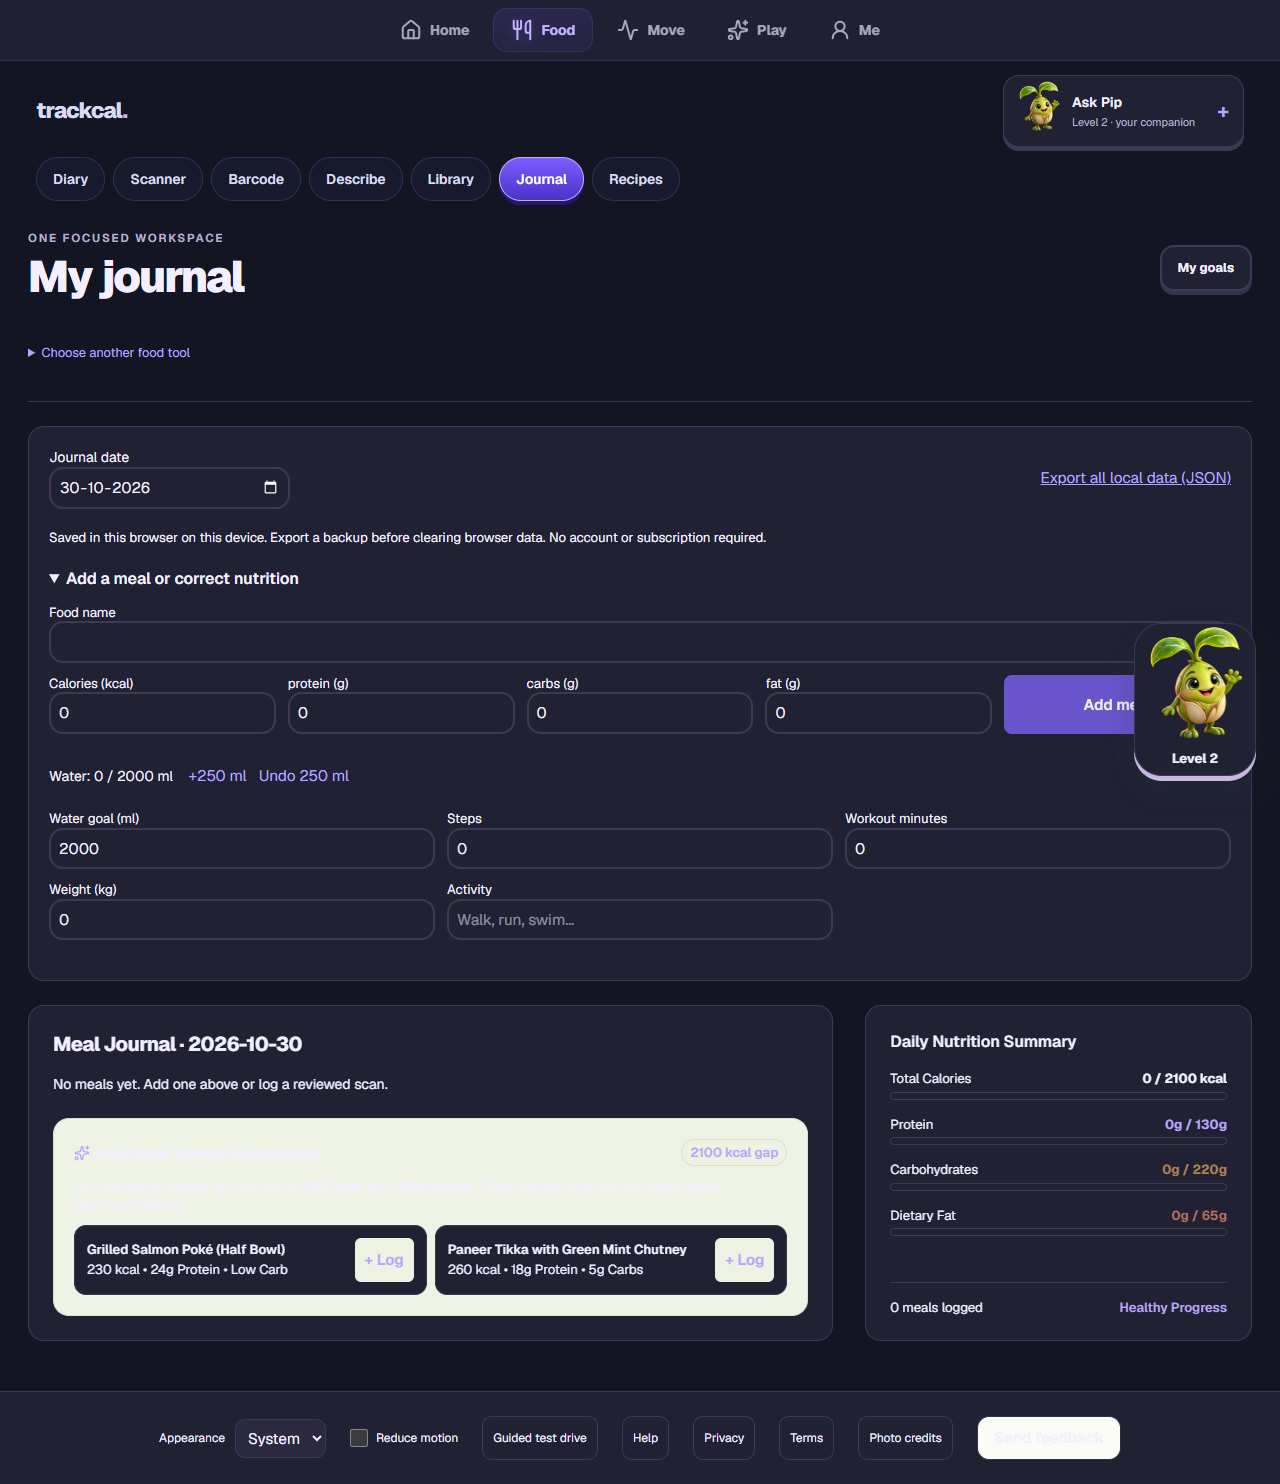 Home
Food
Move
Play
Me
trackcal.
Ask Pip
Level 2 · your companion
+
Diary
Scanner
Barcode
Describe
Library
Journal
Recipes
ONE FOCUSED WORKSPACE
My journal
My goals
Choose another food tool
Journal date
30-10-2026
Export all local data (JSON)
Saved in this browser on this device. Export a backup before clearing browser data. No account or subscription required.
Add a meal or correct nutrition
Food name
Calories (kcal)
protein (g)
carbs (g)
fat (g)
0
0
0
0
Add me
Level 2
Water: 0 / 2000 ml
+250 ml
Undo 250 ml
Water goal (ml)
Steps
Workout minutes
2000
0
0
Weight (kg)
Activity
0
Walk, run, swim...
Meal Journal · 2026-10-30
No meals yet. Add one above or log a reviewed scan.
2100 kcal gap
Grilled Salmon Poké (Half Bowl)
230 kcal • 24g Protein • Low Carb
+ Log
Paneer Tikka with Green Mint Chutney
260 kcal • 18g Protein • 5g Carbs
+ Log
Daily Nutrition Summary
Total Calories
0 / 2100 kcal
Protein
0g / 130g
Carbohydrates
0g / 220g
Dietary Fat
0g / 65g
0 meals logged
Healthy Progress
Appearance
System
Reduce motion
Guided test drive
Help
Privacy
Terms
Photo credits
Send feedback